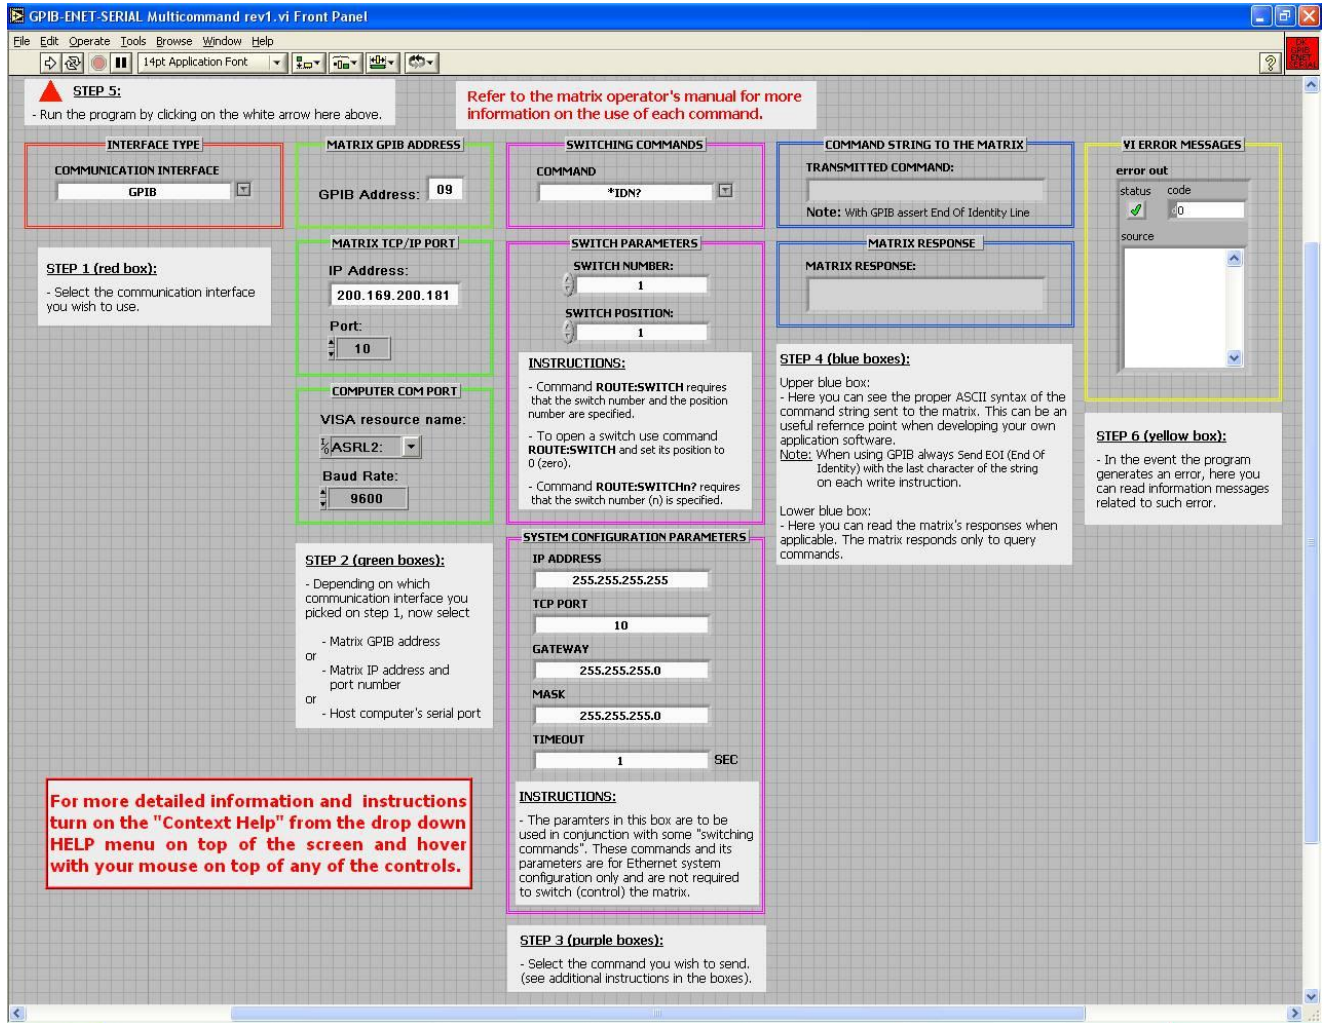 GPIB-ENET-SERIAL Multicommand rev1.vi Front Panel
File Edit Operate Tools Browse Window Help
14pt Application Font
STEP 5:
- Run the program by clicking on the white arrow here above.
Refer to the matrix operator's manual for more
information on the use of each command.
INTERFACE TYPE
COMMUNICATION INTERFACE
GPIB
STEP 1 (red box):
- Select the communication interface
you wish to use.
MATRIX GPIB ADDRESS
GPIB Address: 09
MATRIX TCP/IP PORT
IP Address:
200.169.200.181
Port:
10
COMPUTER COM PORT
VISA resource name:
ASRL2:
Baud Rate:
9600
STEP 2 (green boxes):
- Depending on which
communication interface you
picked on step 1, now select
- Matrix GPIB address
or
- Matrix IP address and
port number
or
- Host computer's serial port
For more detailed information and instructions
turn on the "Context Help" from the drop down
HELP menu on top of the screen and hover
with your mouse on top of any of the controls.
SWITCHING COMMANDS
COMMAND
*IDN?
SWITCH PARAMETERS
SWITCH NUMBER:
1
SWITCH POSITION:
1
INSTRUCTIONS:
- Command ROUTE:SWITCH requires
that the switch number and the position
number are specified.
- To open a switch use command
ROUTE:SWITCH and set its position to
0 (zero).
- Command ROUTE:SWITCHn? requires
that the switch number (n) is specified.
SYSTEM CONFIGURATION PARAMETERS
IP ADDRESS
255.255.255.255
TCP PORT
10
GATEWAY
255.255.255.0
MASK
255.255.255.0
TIMEOUT
1 SEC
INSTRUCTIONS:
- The paramters in this box are to be
used in conjunction with some "switching
commands". These commands and its
parameters are for Ethernet system
configuration only and are not required
to switch (control) the matrix.
STEP 3 (purple boxes):
- Select the command you wish to send.
(see additional instructions in the boxes).
COMMAND STRING TO THE MATRIX
TRANSMITTED COMMAND:
Note: With GPIB assert End Of Identity Line
MATRIX RESPONSE
MATRIX RESPONSE:
STEP 4 (blue boxes):
Upper blue box:
- Here you can see the proper ASCII syntax of the
command string sent to the matrix. This can be an
useful refernce point when developing your own
application software.
Note: When using GPIB always Send EOI (End Of
Identity) with the last character of the string
on each write instruction.
Lower blue box:
- Here you can read the matrix's responses when
applicable. The matrix responds only to query
commands.
VI ERROR MESSAGES
error out
status code
d0
source
STEP 6 (yellow box):
- In the event the program
generates an error, here you
can read information messages
related to such error.